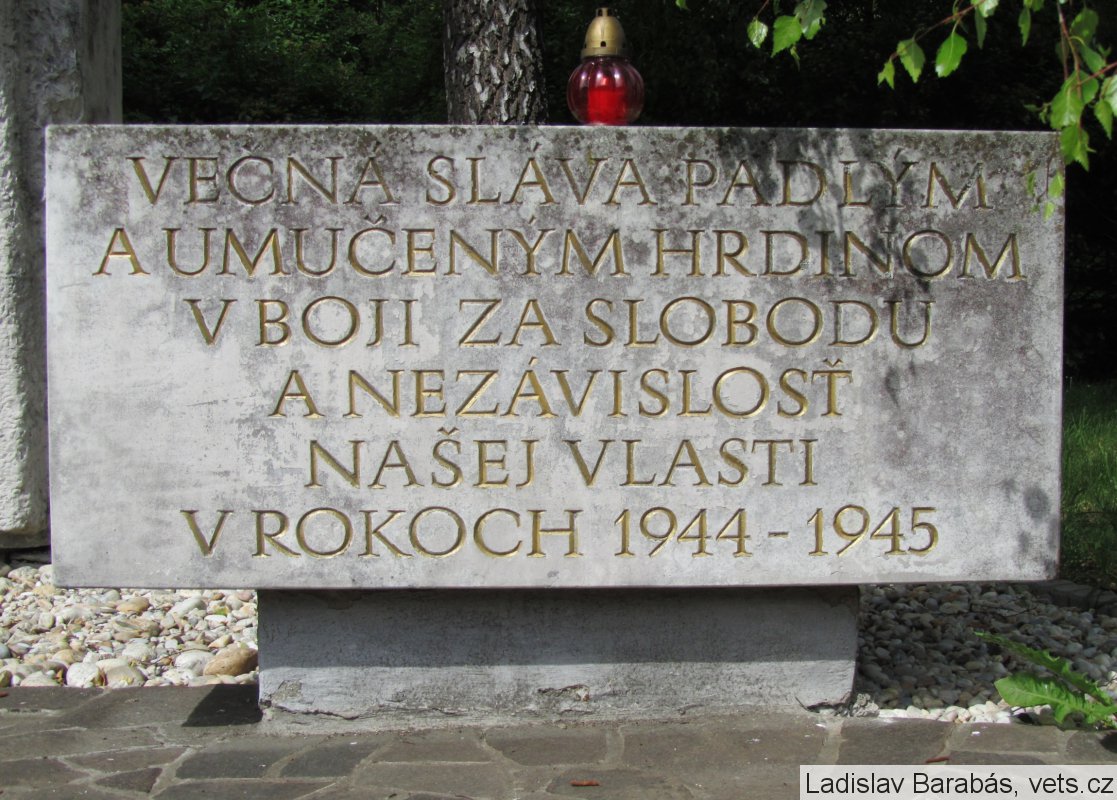 VEČNÁ SLÁVA PADLÝM
A UMUČENÝM HRDINOM
V BOJI ZA SLOBODU
A NEZÁVISLOSŤ
NAŠEJ VLASTI
V ROKOCH 1944 - 1945
Ladislav Barabás, vets.cz